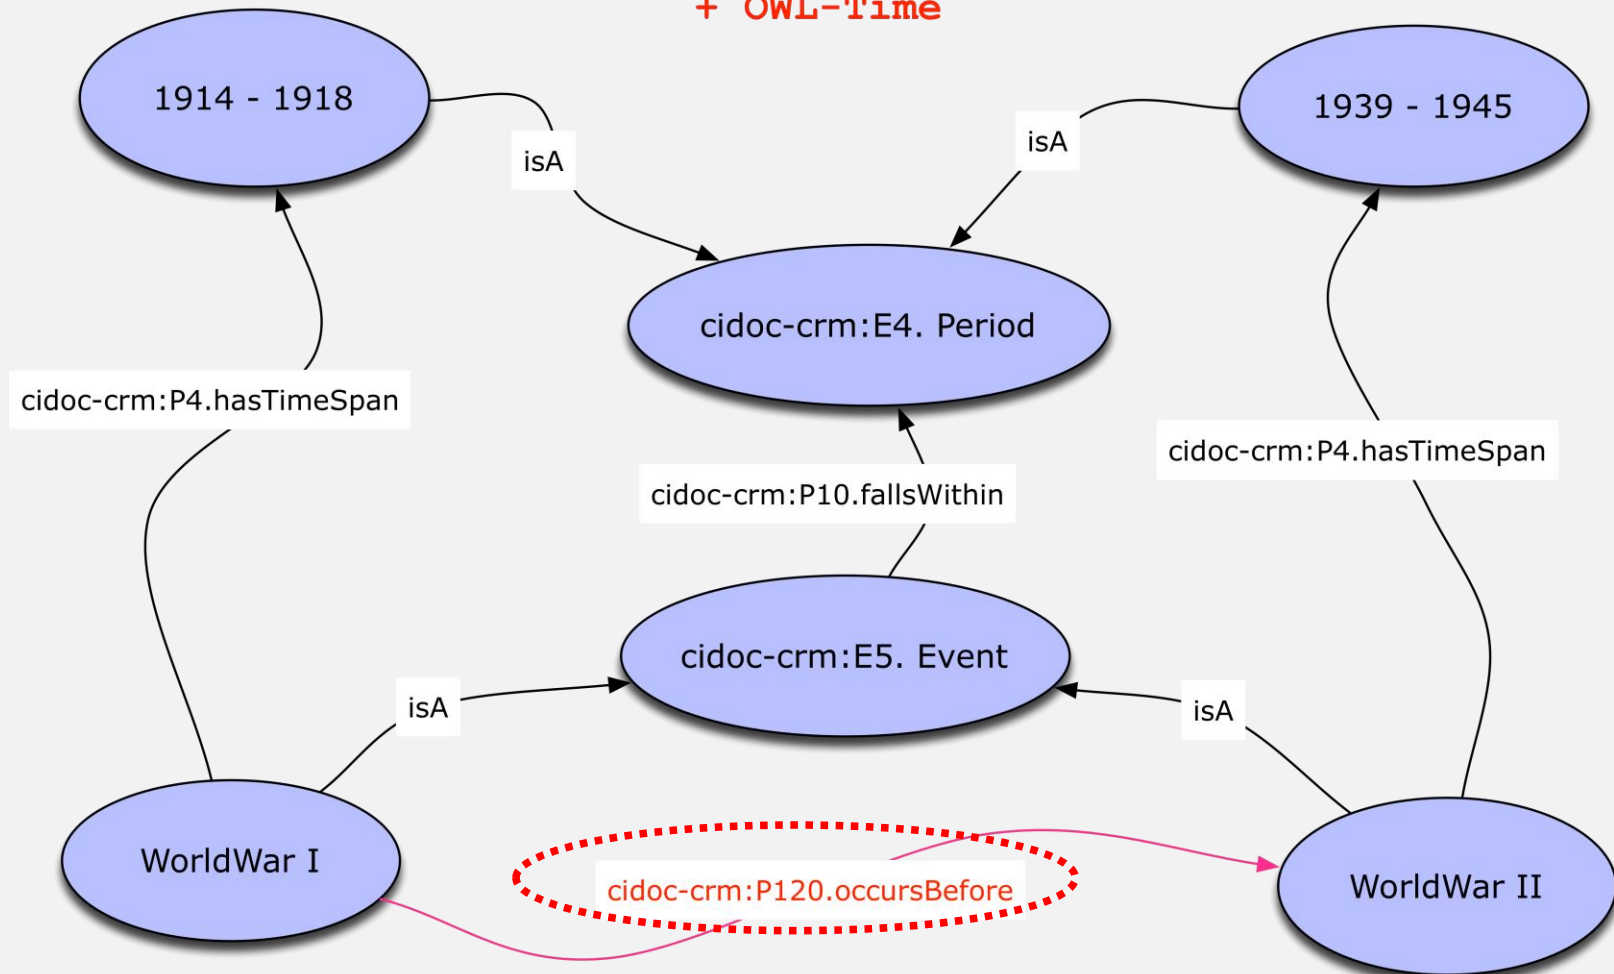 + OWL-Time
1914 - 1918
1939 - 1945
isA
isA
cidoc-crm:E4. Period
cidoc-crm:P4.hasTimeSpan
cidoc-crm:P4.hasTimeSpan
cidoc-crm:P10.fallsWithin
cidoc-crm:E5. Event
isA
isA
WorldWar I
cidoc-crm:P120.occursBefore
WorldWar II